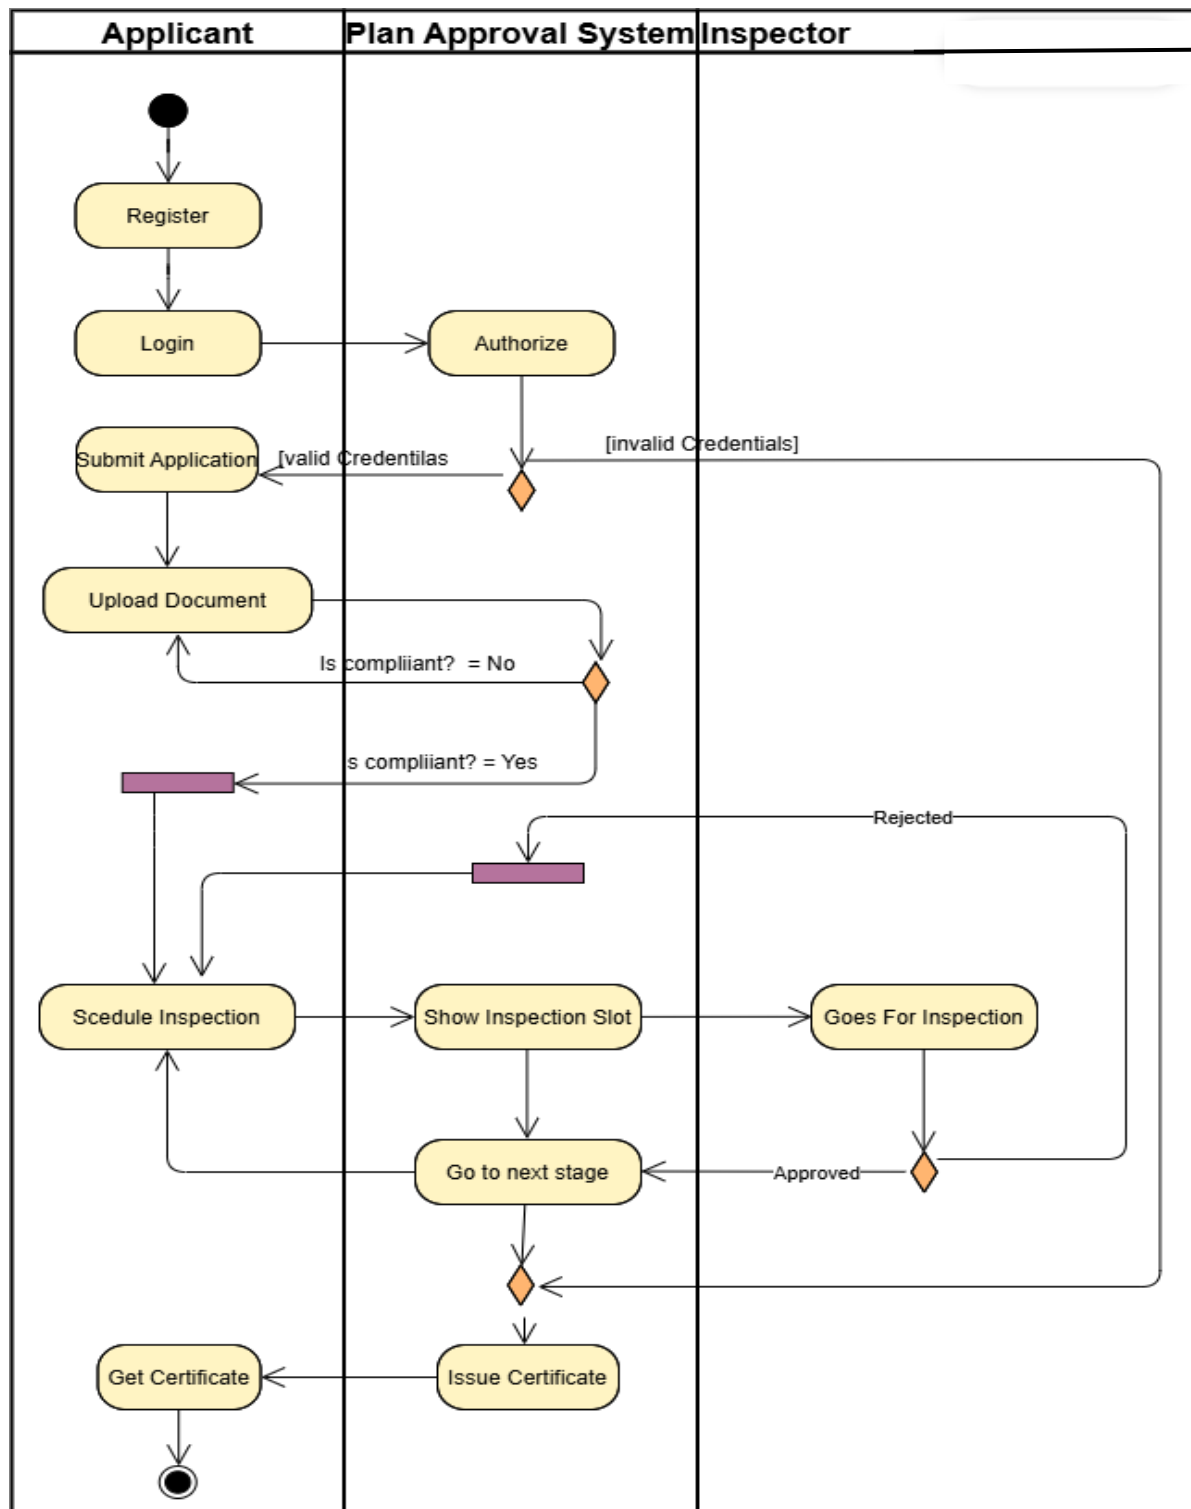 Applicant
Plan Approval System
Inspector
Register
Login
Authorize
[invalid Credentials]
Submit Application
[valid Credentilas
Upload Document
Is compliiant?  = No
s compliiant? = Yes
Rejected
Scedule Inspection
Show Inspection Slot
Goes For Inspection
Go to next stage
Approved
Get Certificate
Issue Certificate